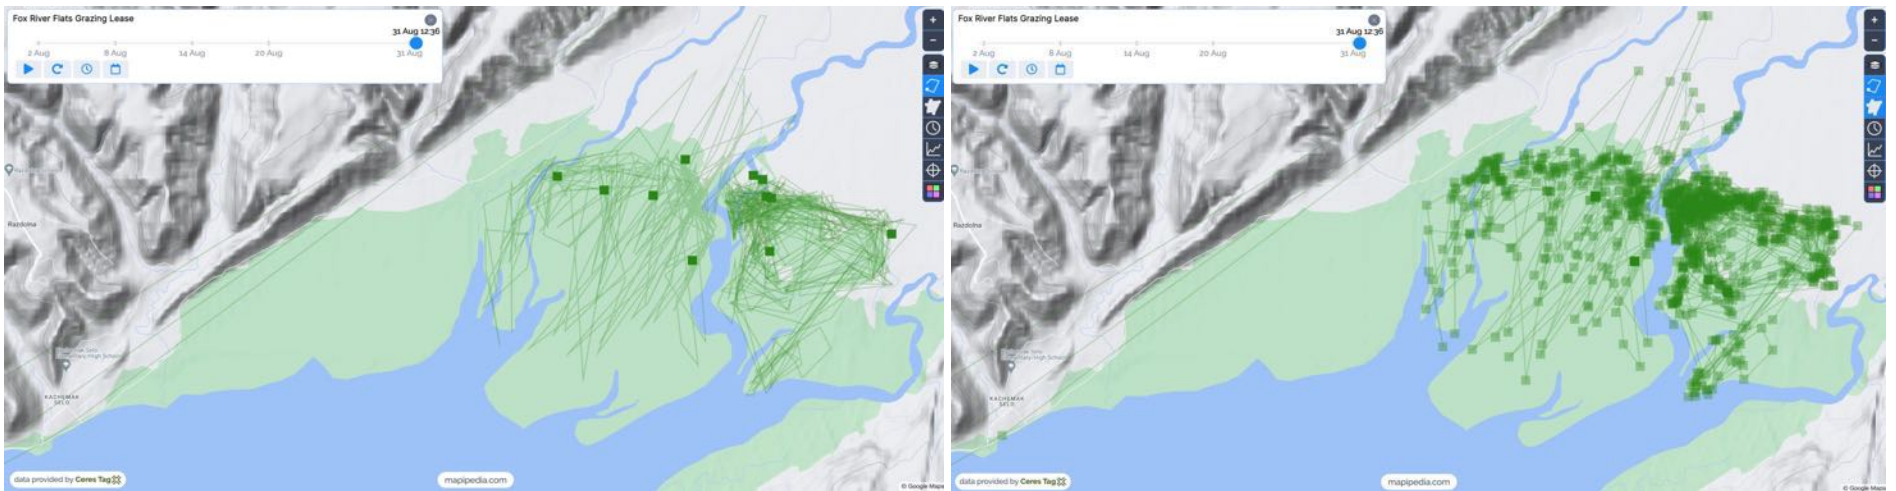 Fox River Flats Grazing Lease
31 Aug 12:36
2 Aug 8 Aug 14 Aug 20 Aug 31 Aug
Razdolna
KACHEMAK
SELO
data provided by Ceres Tag
mapipedia.com
© Google Maps
Fox River Flats Grazing Lease
31 Aug 12:36
2 Aug 8 Aug 14 Aug 20 Aug 31 Aug
Razdolna
KACHEMAK
SELO
data provided by Ceres Tag
mapipedia.com
© Google Maps